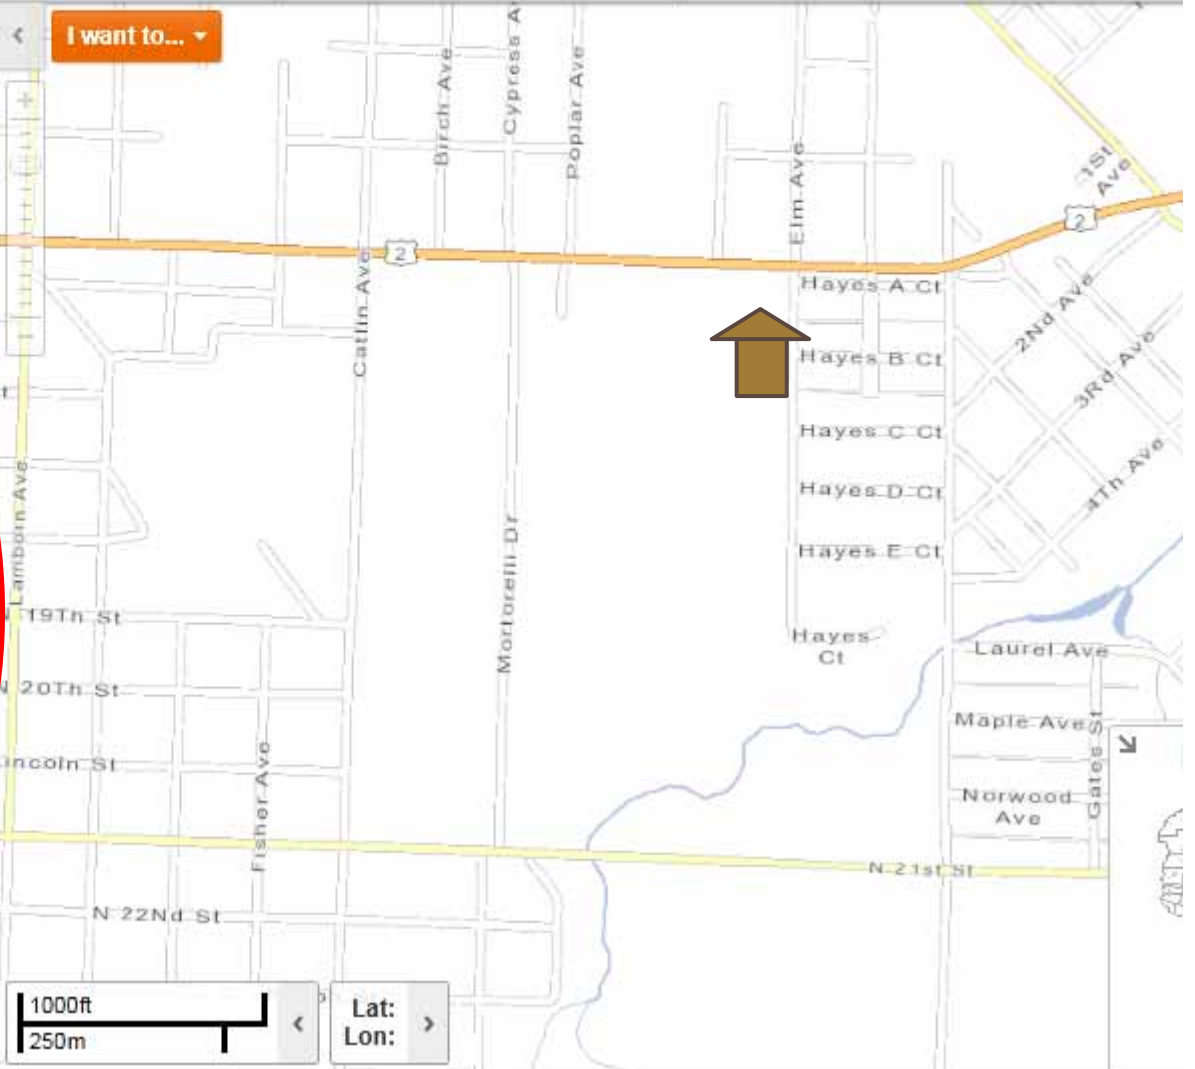 I want to...
Birch Ave
Cypress A
Poplar Ave
Elm Ave
1St
Ave
2
2
Catlin Ave
Hayes A Ct
2Nd Ave
Hayes B Ct
3Rd Ave
Hayes C Ct
4Th Ave
Hayes D Ct
Lamborn Ave
Mortorelli Dr
Hayes E Ct
N 19Th St
Hayes
Ct
Laurel Ave
N 20Th St
Maple Ave
Gates St
incoln St
Fisher Ave
Norwood
Ave
N 21st St
N 22Nd St
1000ft
250m
Lat:
Lon: